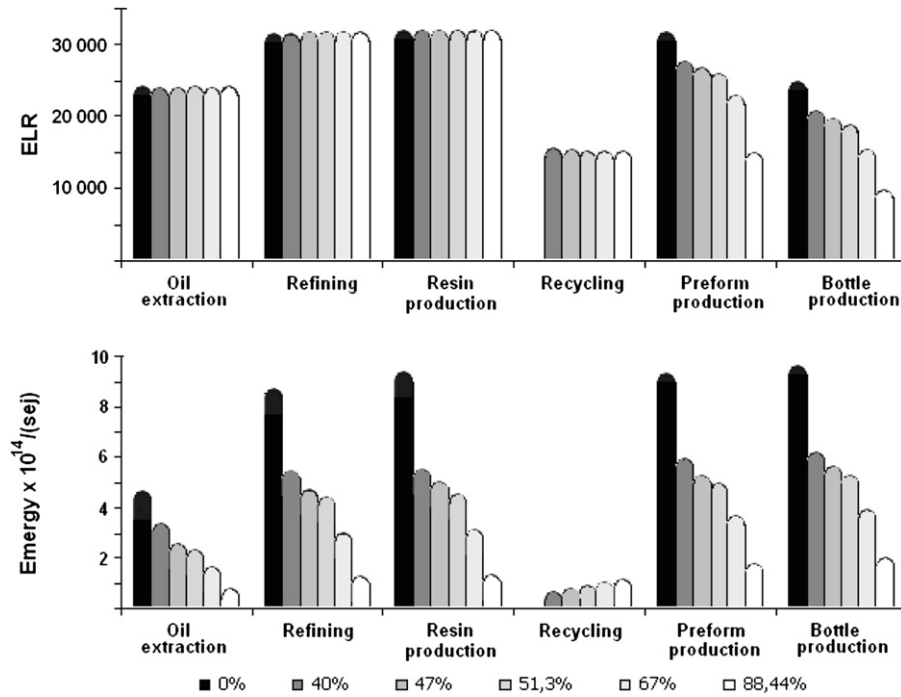 30 000
20 000
10 000
ELR
Oil extraction
Refining
Resin production
Recycling
Preform production
Bottle production
10
8
6
4
2
Emergy x 10^14/(sej)
Oil extraction
Refining
Resin production
Recycling
Preform production
Bottle production
0% 40% 47% 51,3% 67% 88,44%